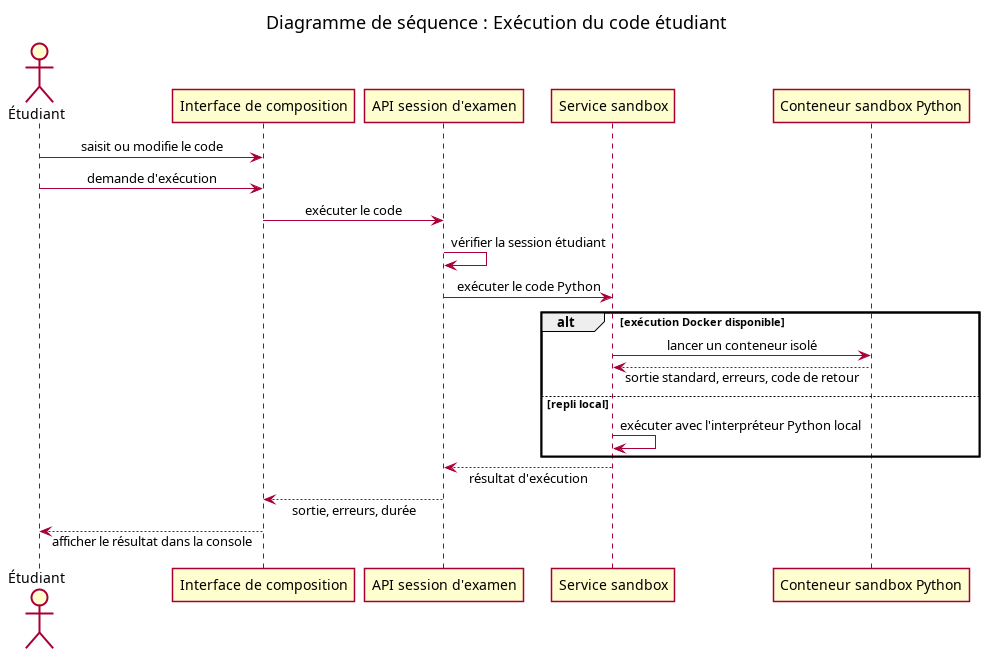 Diagramme de séquence : Exécution du code étudiant
Étudiant
Interface de composition
API session d'examen
Service sandbox
Conteneur sandbox Python
saisit ou modifie le code
demande d'exécution
exécuter le code
vérifier la session étudiant
exécuter le code Python
alt
[exécution Docker disponible]
lancer un conteneur isolé
sortie standard, erreurs, code de retour
[repli local]
exécuter avec l'interpréteur Python local
résultat d'exécution
sortie, erreurs, durée
afficher le résultat dans la console
Étudiant
Interface de composition
API session d'examen
Service sandbox
Conteneur sandbox Python